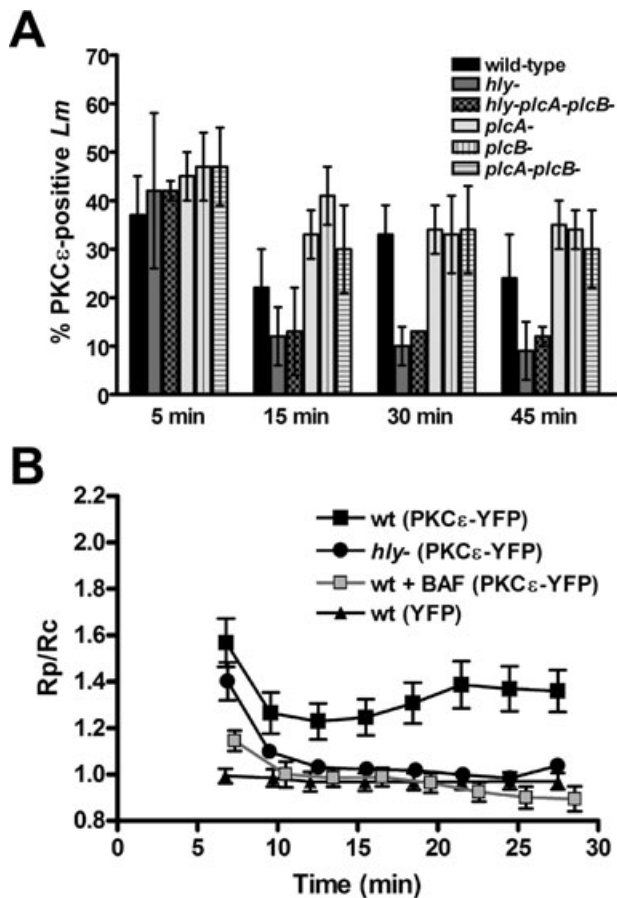 A
wild-type
hly-
hly-plcA-plcB-
plcA-
plcB-
plcA-plcB-
% PKCε-positive Lm
70
60
50
40
30
20
10
0
5 min
15 min
30 min
45 min
B
wt (PKCε-YFP)
hly- (PKCε-YFP)
wt + BAF (PKCε-YFP)
wt (YFP)
Rp/Rc
2.2
2.0
1.8
1.6
1.4
1.2
1.0
0.8
0
5
10
15
20
25
30
Time (min)